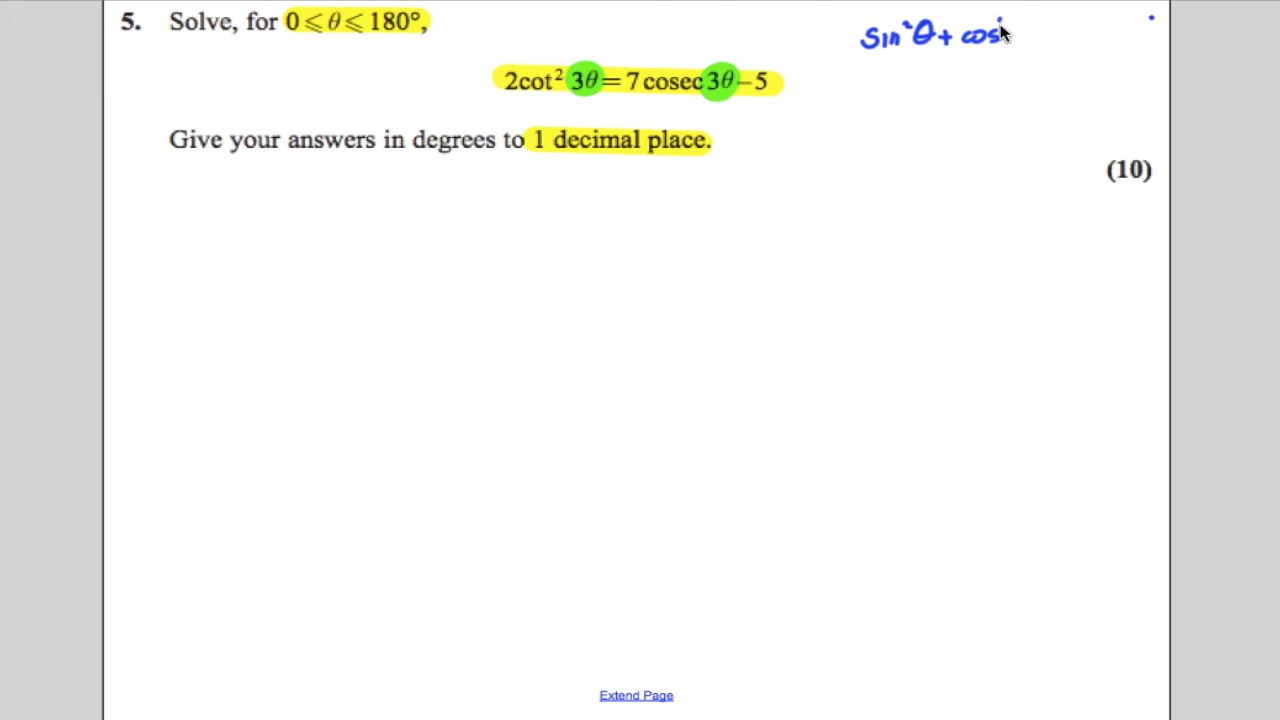 5. Solve, for 0 ⩽ θ ⩽ 180°,
sin²θ + cos
2cot² 3θ = 7 cosec 3θ – 5
Give your answers in degrees to 1 decimal place.
(10)
Extend Page